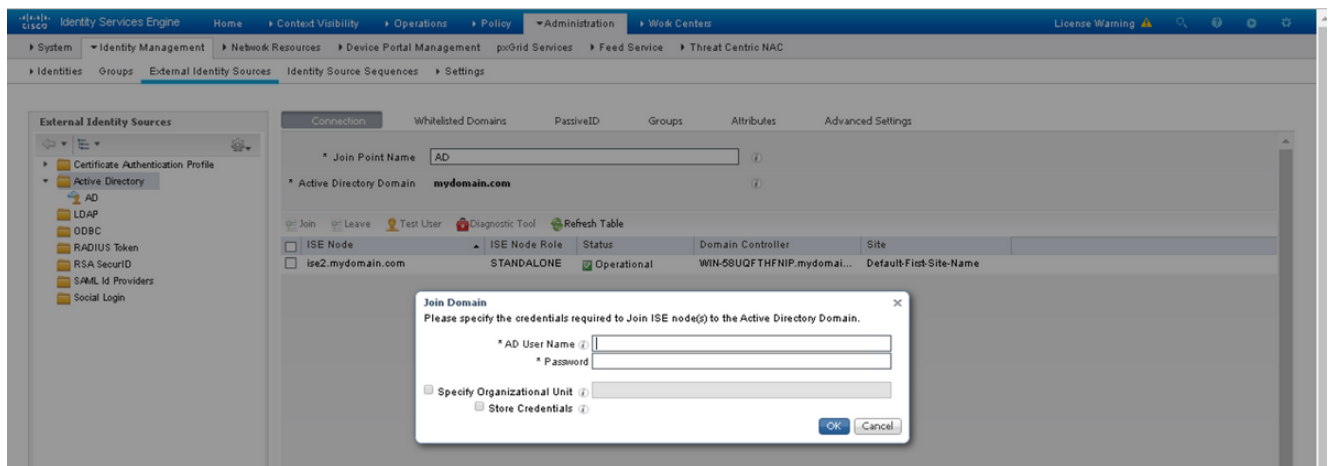 cisco Identity Services Engine Home Context Visibility Operations Policy Administration Work Centers License Warning
System Identity Management Network Resources Device Portal Management pxGrid Services Feed Service Threat Centric NAC
Identities Groups External Identity Sources Identity Source Sequences Settings
External Identity Sources
Certificate Authentication Profile
Active Directory
AD
LDAP
ODBC
RADIUS Token
RSA SecurID
SAML Id Providers
Social Login
Connection Whitelisted Domains PassiveID Groups Attributes Advanced Settings
* Join Point Name AD
* Active Directory Domain mydomain.com
Join Leave Test User Diagnostic Tool Refresh Table
ISE Node ISE Node Role Status Domain Controller Site
ise2.mydomain.com STANDALONE Operational WIN-58UQFTHFNIP.mydomai... Default-First-Site-Name
Join Domain
Please specify the credentials required to Join ISE node(s) to the Active Directory Domain.
* AD User Name
* Password
Specify Organizational Unit
Store Credentials
OK Cancel